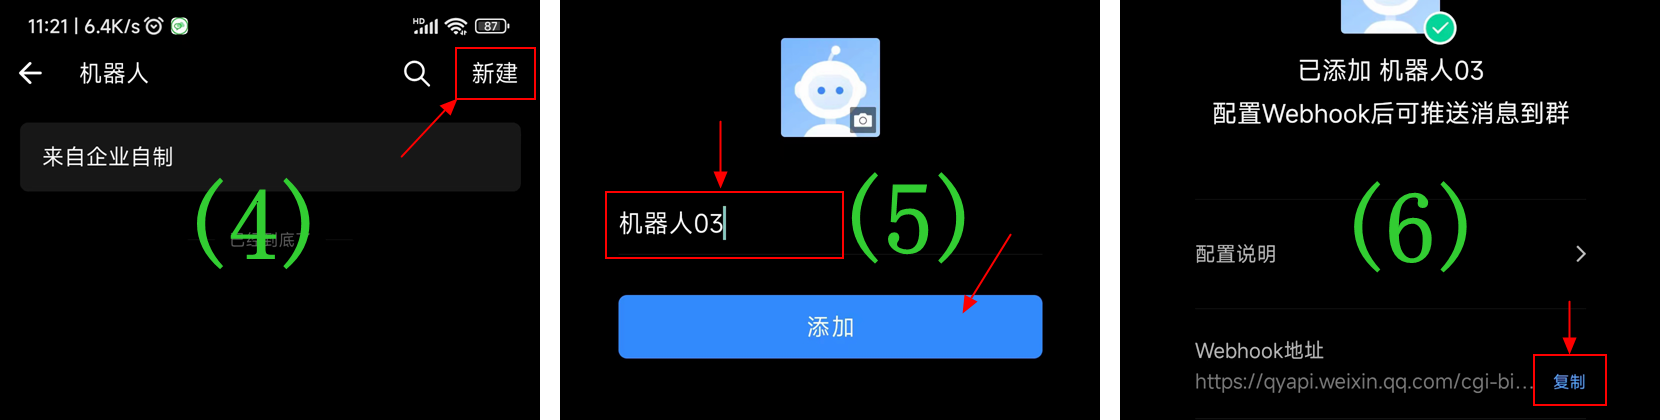 11:21 | 6.4K/s
HD
87
机器人
新建
来自企业自制
(4)
已经到底了
机器人03
(5)
添加
已添加 机器人03
配置Webhook后可推送消息到群
(6)
配置说明
Webhook地址
https://qyapi.weixin.qq.com/cgi-bi...
复制